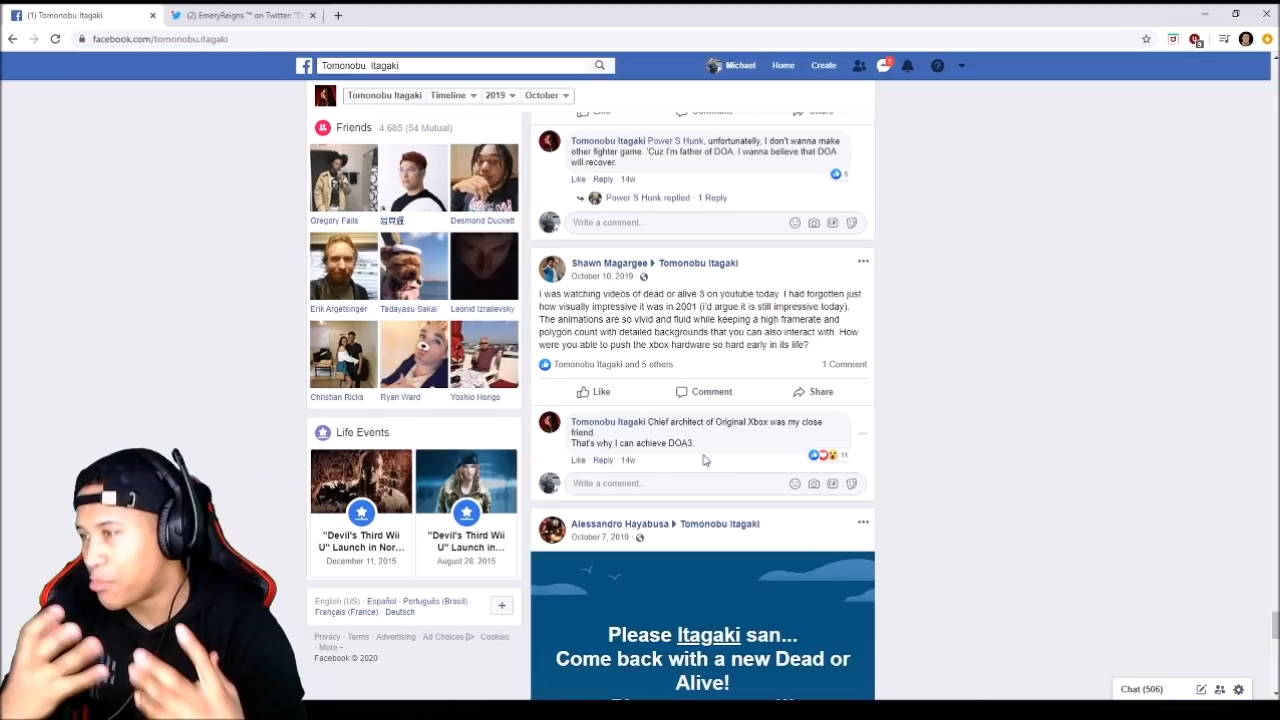 (1) Tomonobu Itagaki
(2) EmeryReigns ™ on Twitter: "D
facebook.com/tomonobu.itagaki
Tomonobu Itagaki
Michael
Home
Create
1
Tomonobu Itagaki
Timeline
2019
October
Friends 4,685 (54 Mutual)
Gregory Falls
Desmond Duckett
Erik Argetsinger
Tadayasu Sakai
Leonid Izrailevsky
Christian Ricks
Ryan Ward
Yoshio Hongo
Life Events
"Devil's Third Wii
U" Launch in Nor...
December 11, 2015
"Devil's Third Wii
U" Launch in...
August 28, 2015
English (US) · Español · Português (Brasil) ·
Français (France) · Deutsch
Privacy · Terms · Advertising · Ad Choices · Cookies
· More
Facebook © 2020
Like
Comment
Share
Tomonobu Itagaki Power S Hunk, unfortunatelly, I don't wanna make
other fighter game. 'Cuz I'm father of DOA. I wanna believe that DOA
will recover.
5
Like · Reply · 14w
Power S Hunk replied · 1 Reply
Write a comment...
Shawn Magargee ▸ Tomonobu Itagaki
October 10, 2019 ·
I was watching videos of dead or alive 3 on youtube today. I had forgotten just
how visually impressive it was in 2001 (i'd argue it is still impressive today).
The animations are so vivid and fluid while keeping a high framerate and
polygon count with detailed backgrounds that you can also interact with. How
were you able to push the xbox hardware so hard early in its life?
Tomonobu Itagaki and 5 others
1 Comment
Like
Comment
Share
Tomonobu Itagaki Chief architect of Original Xbox was my close
friend.
That's why I can achieve DOA3.
11
Like · Reply · 14w
Write a comment...
Alessandro Hayabusa ▸ Tomonobu Itagaki
October 7, 2019 ·
Please Itagaki san...
Come back with a new Dead or
Alive!
Chat (506)